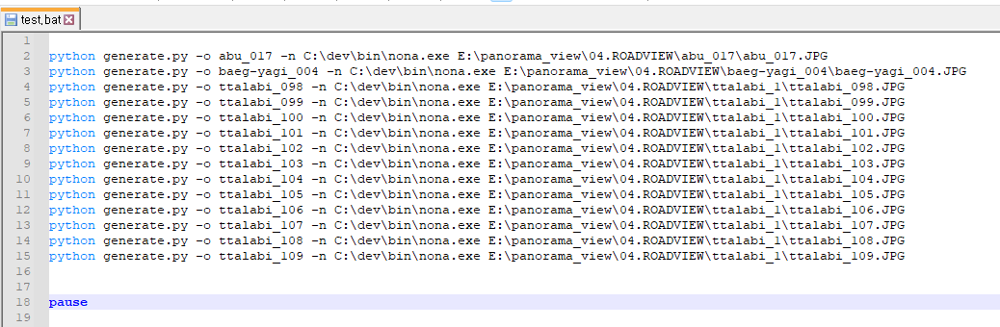 test,bat
1
2 python generate.py -o abu_017 -n C:\dev\bin\nona.exe E:\panorama_view\04.ROADVIEW\abu_017\abu_017.JPG
3 python generate.py -o baeg-yagi_004 -n C:\dev\bin\nona.exe E:\panorama_view\04.ROADVIEW\baeg-yagi_004\baeg-yagi_004.JPG
4 python generate.py -o ttalabi_098 -n C:\dev\bin\nona.exe E:\panorama_view\04.ROADVIEW\ttalabi_1\ttalabi_098.JPG
5 python generate.py -o ttalabi_099 -n C:\dev\bin\nona.exe E:\panorama_view\04.ROADVIEW\ttalabi_1\ttalabi_099.JPG
6 python generate.py -o ttalabi_100 -n C:\dev\bin\nona.exe E:\panorama_view\04.ROADVIEW\ttalabi_1\ttalabi_100.JPG
7 python generate.py -o ttalabi_101 -n C:\dev\bin\nona.exe E:\panorama_view\04.ROADVIEW\ttalabi_1\ttalabi_101.JPG
8 python generate.py -o ttalabi_102 -n C:\dev\bin\nona.exe E:\panorama_view\04.ROADVIEW\ttalabi_1\ttalabi_102.JPG
9 python generate.py -o ttalabi_103 -n C:\dev\bin\nona.exe E:\panorama_view\04.ROADVIEW\ttalabi_1\ttalabi_103.JPG
10 python generate.py -o ttalabi_104 -n C:\dev\bin\nona.exe E:\panorama_view\04.ROADVIEW\ttalabi_1\ttalabi_104.JPG
11 python generate.py -o ttalabi_105 -n C:\dev\bin\nona.exe E:\panorama_view\04.ROADVIEW\ttalabi_1\ttalabi_105.JPG
12 python generate.py -o ttalabi_106 -n C:\dev\bin\nona.exe E:\panorama_view\04.ROADVIEW\ttalabi_1\ttalabi_106.JPG
13 python generate.py -o ttalabi_107 -n C:\dev\bin\nona.exe E:\panorama_view\04.ROADVIEW\ttalabi_1\ttalabi_107.JPG
14 python generate.py -o ttalabi_108 -n C:\dev\bin\nona.exe E:\panorama_view\04.ROADVIEW\ttalabi_1\ttalabi_108.JPG
15 python generate.py -o ttalabi_109 -n C:\dev\bin\nona.exe E:\panorama_view\04.ROADVIEW\ttalabi_1\ttalabi_109.JPG
16
17
18 pause
19